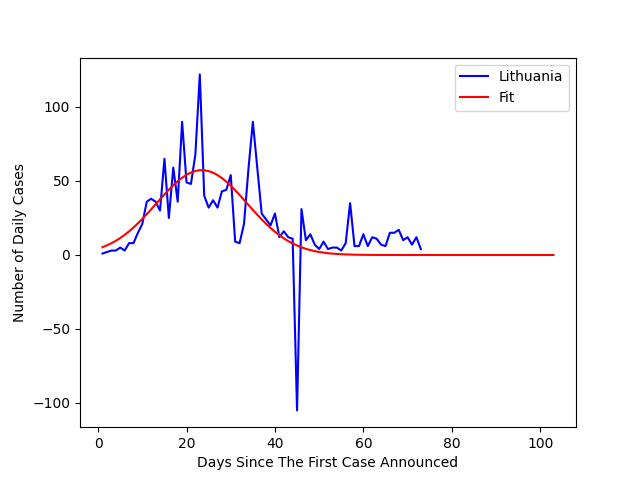 Lithuania
Fit
Number of Daily Cases
100
50
0
−50
−100
0 20 40 60 80 100
Days Since The First Case Announced